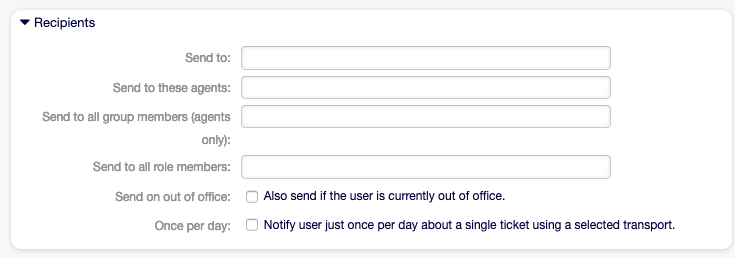 Recipients
Send to:
Send to these agents:
Send to all group members (agents
only):
Send to all role members:
Send on out of office: Also send if the user is currently out of office.
Once per day: Notify user just once per day about a single ticket using a selected transport.